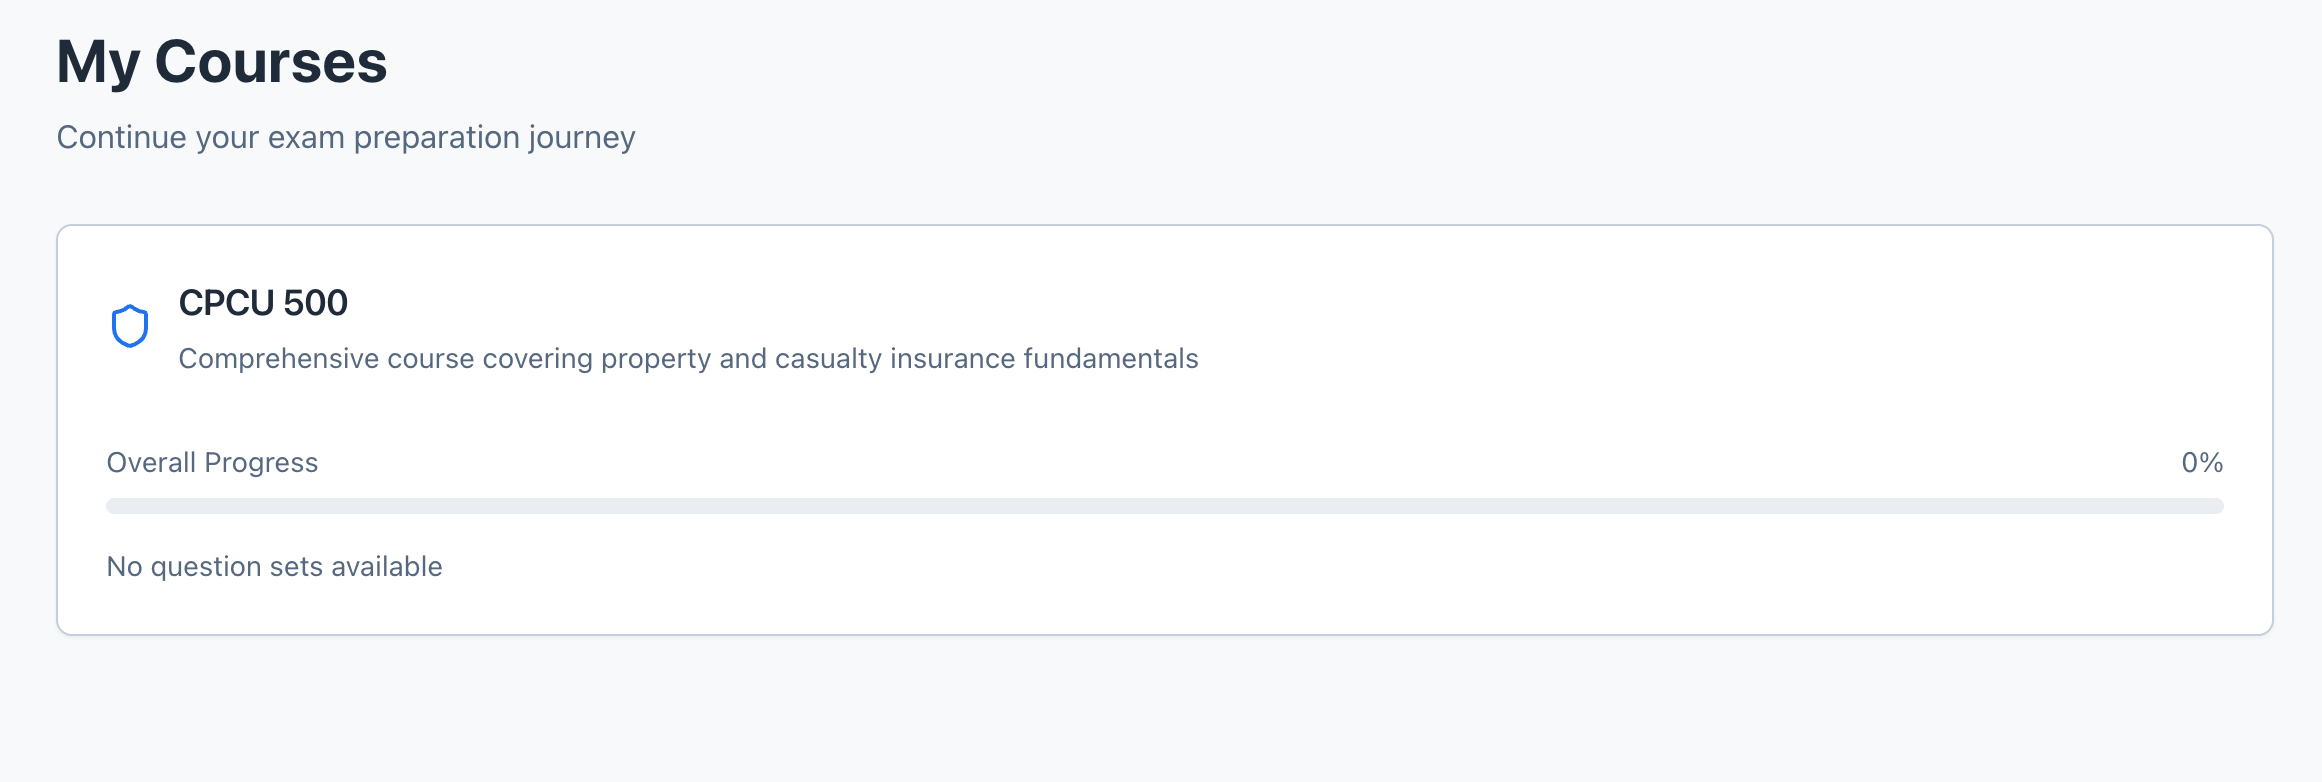 My Courses
Continue your exam preparation journey
CPCU 500
Comprehensive course covering property and casualty insurance fundamentals
Overall Progress 0%
No question sets available